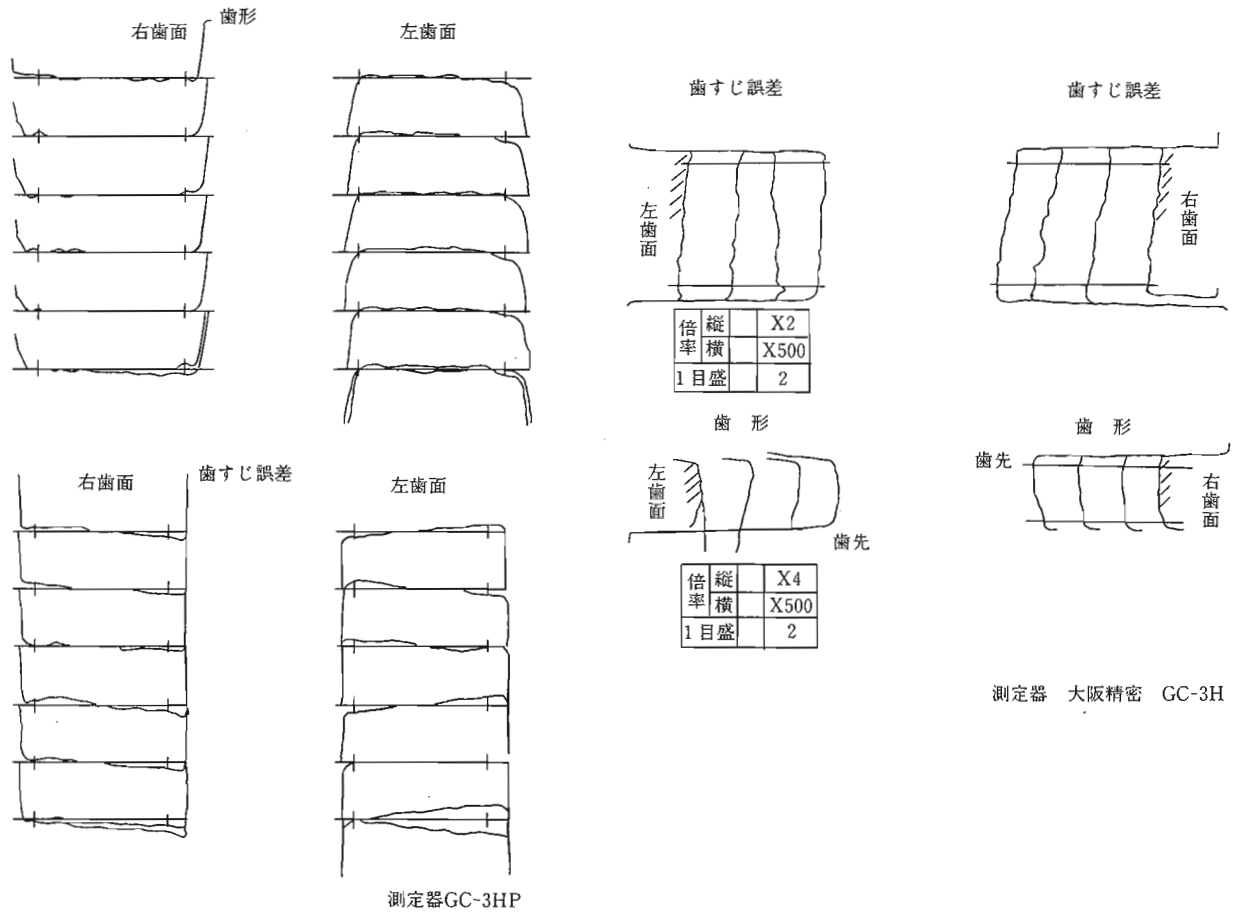 右歯面
歯形
左歯面
右歯面
歯すじ誤差
左歯面
測定器GC-3HP
歯すじ誤差
左歯面
倍率 縦 X2
横 X500
1目盛 2
歯形
左歯面
歯先
倍率 縦 X4
横 X500
1目盛 2
歯すじ誤差
右歯面
歯形
歯先
右歯面
測定器 大阪精密 GC-3H